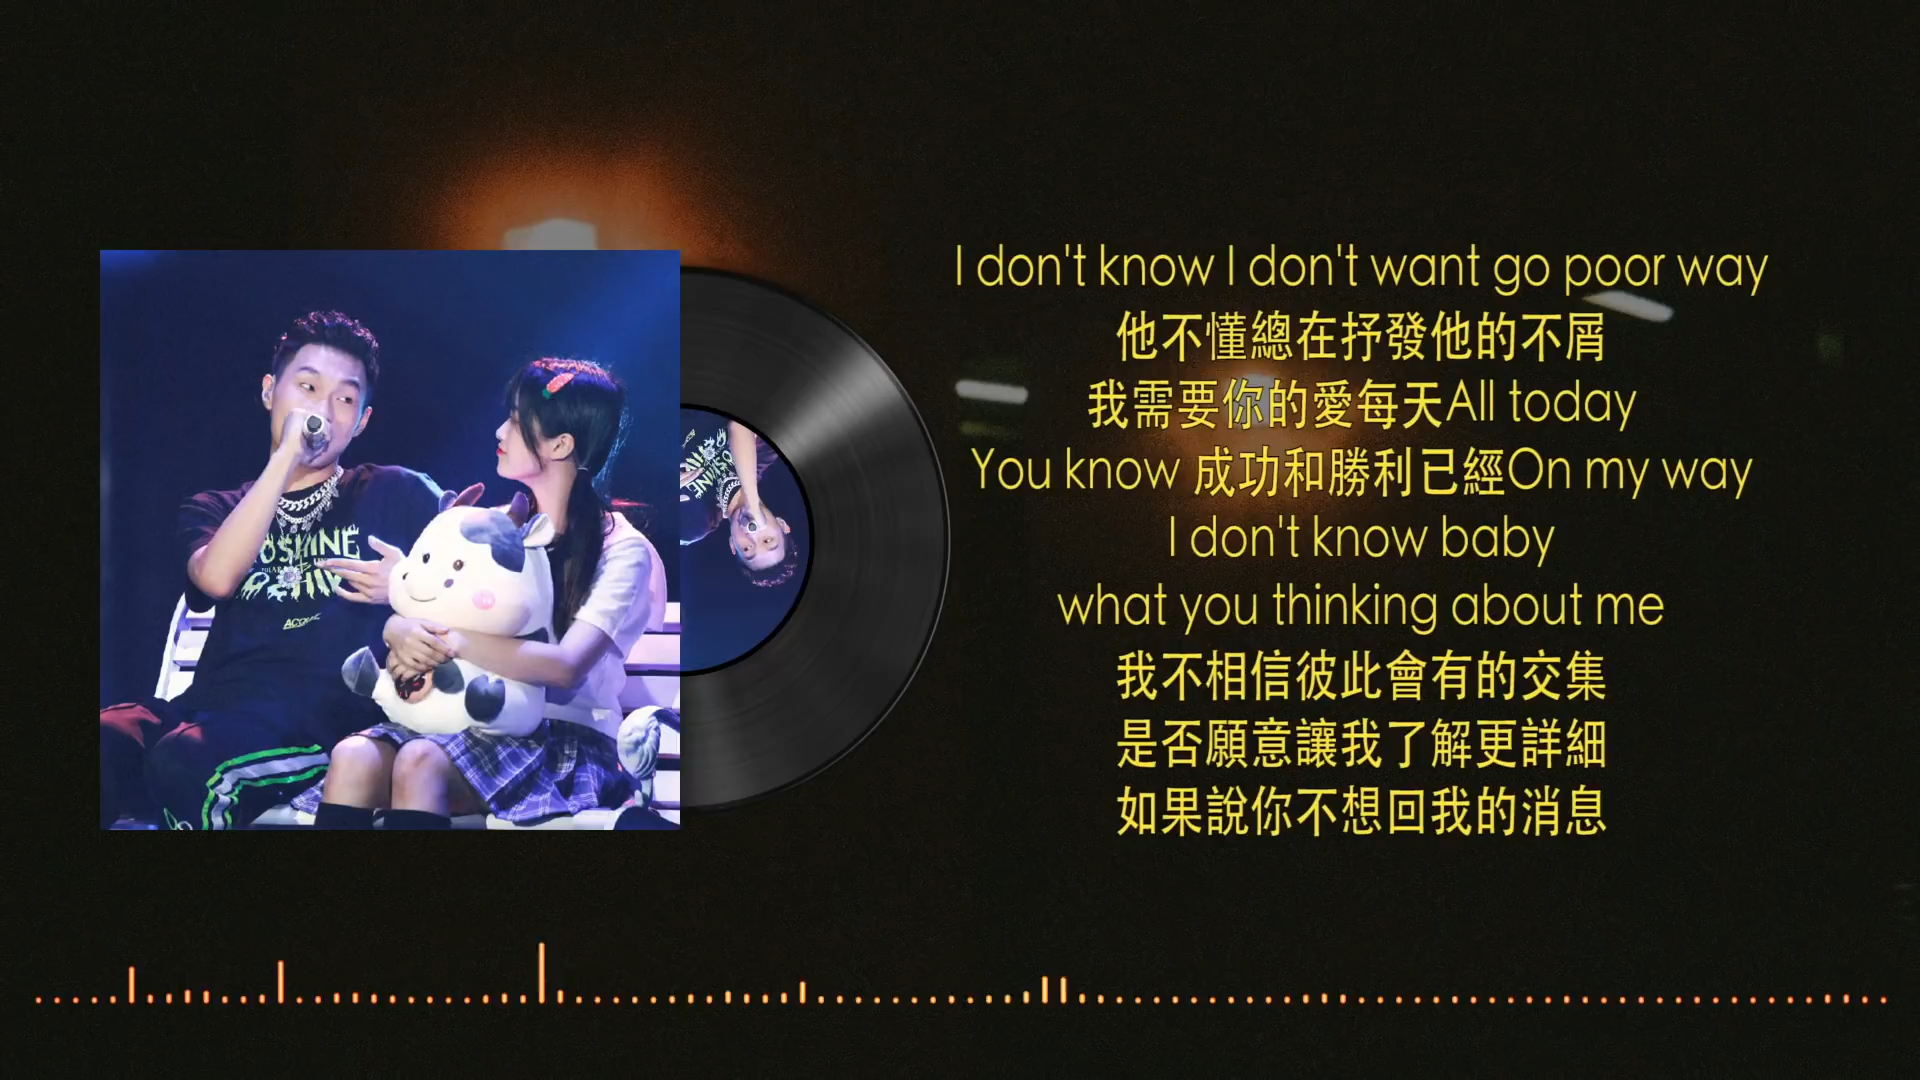 I don't know I don't want go poor way
他不懂總在抒發他的不屑
我需要你的愛每天All today
You know 成功和勝利已經On my way
I don't know baby
what you thinking about me
我不相信彼此會有的交集
是否願意讓我了解更詳細
如果說你不想回我的消息